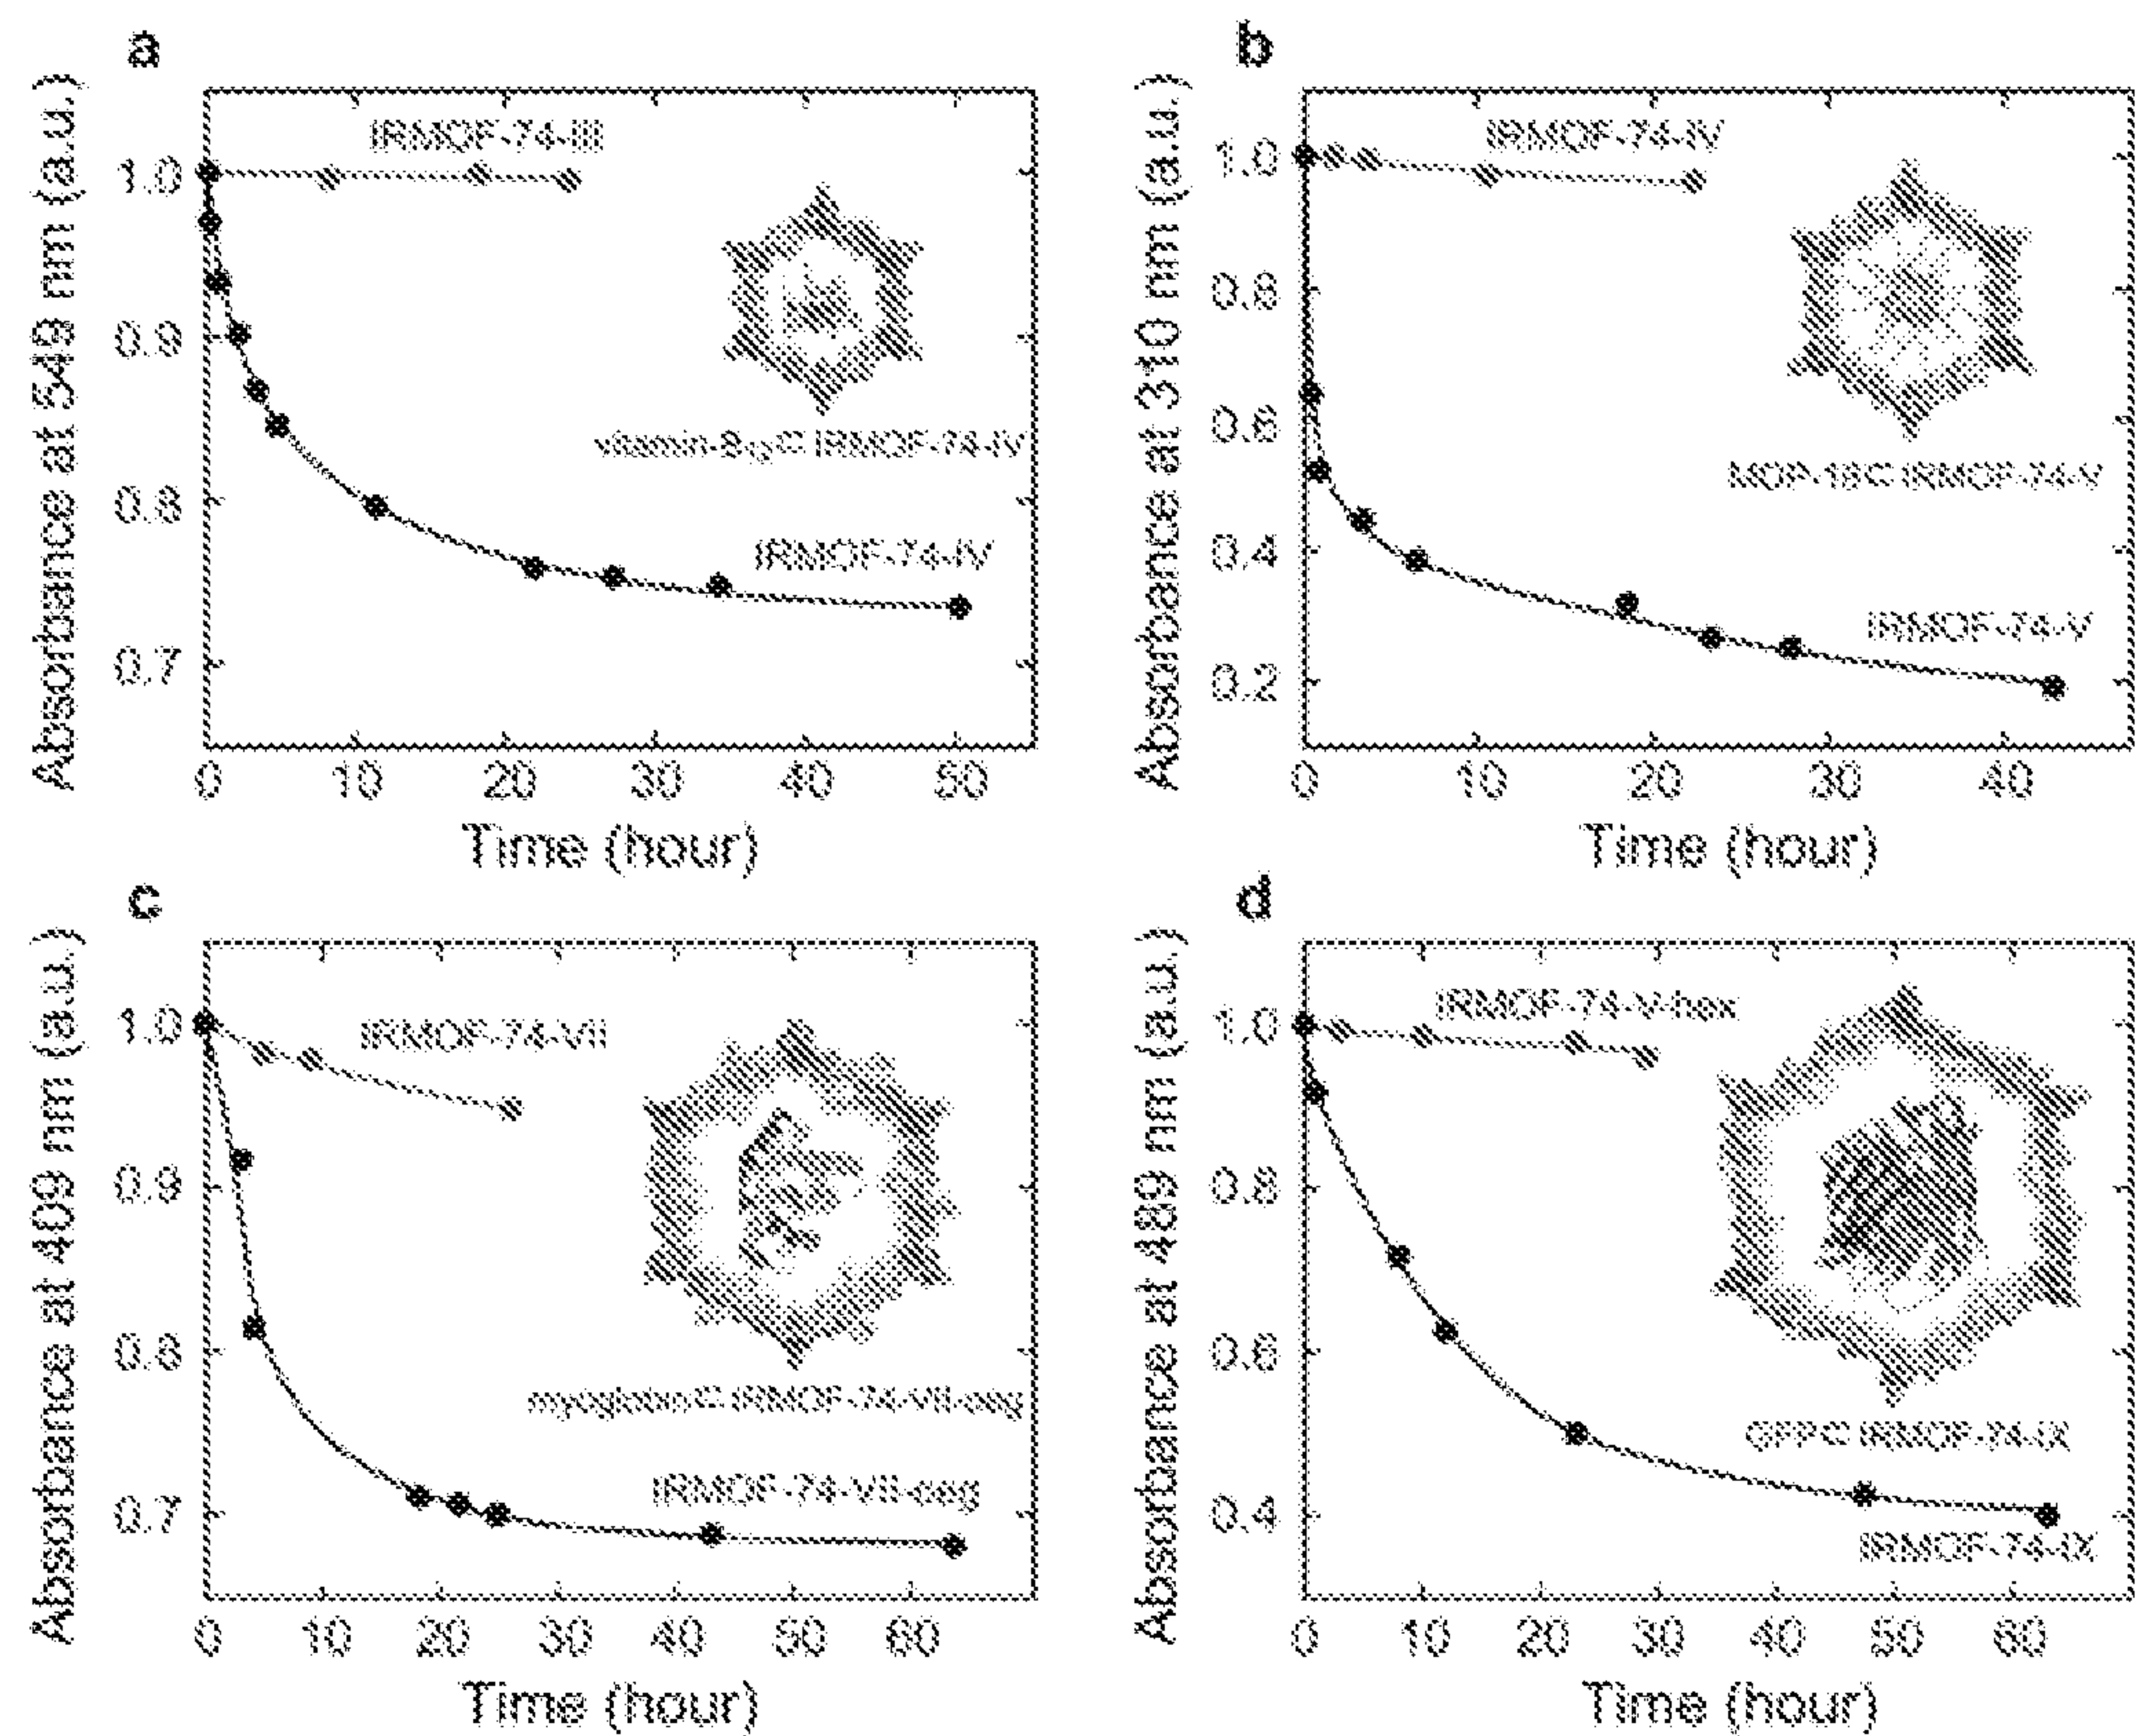 a
Absorbance at 549 nm (a.u.)
1.0
0.9
0.8
0.7
IRMOF-74-III
vitamin-B₁₂⊂ IRMOF-74-IV
IRMOF-74-IV
0 10 20 30 40 50
Time (hour)
b
Absorbance at 310 nm (a.u.)
1.0
0.8
0.6
0.4
0.2
IRMOF-74-IV
MOP-18⊂ IRMOF-74-V
IRMOF-74-V
0 10 20 30 40
Time (hour)
c
Absorbance at 409 nm (a.u.)
1.0
0.9
0.8
0.7
IRMOF-74-VII
⊂ IRMOF-74-VII-oeg
IRMOF-74-VII-oeg
0 10 20 30 40 50 60
Time (hour)
d
Absorbance at 489 nm (a.u.)
1.0
0.8
0.6
0.4
IRMOF-74-V-hex
GFP⊂ IRMOF-74-IX
IRMOF-74-IX
0 10 20 30 40 50 60
Time (hour)